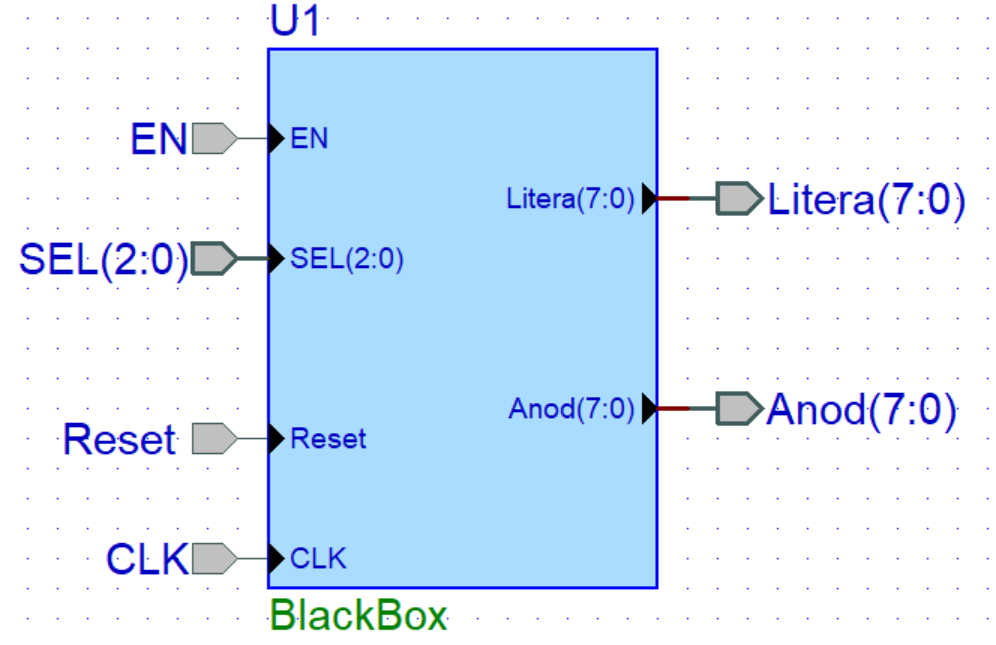 U1
EN
EN
Litera(7:0)
Litera(7:0)
SEL(2:0)
SEL(2:0)
Anod(7:0)
Anod(7:0)
Reset
Reset
CLK
CLK
BlackBox